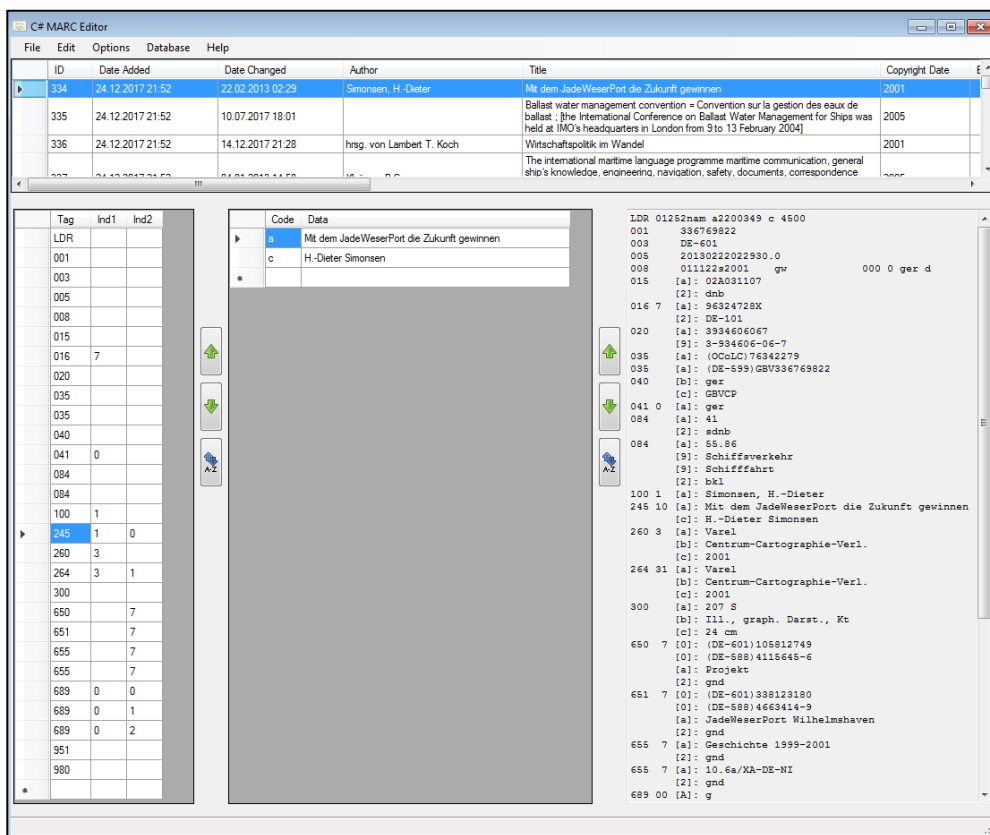 C# MARC Editor
File Edit Options Database Help
ID Date Added Date Changed Author Title Copyright Date
334 24.12.2017 21:52 22.02.2013 02:29 Simonsen, H.-Dieter Mit dem JadeWeserPort die Zukunft gewinnen 2001
Ballast water management convention = Convention sur la gestion des eaux de
335 24.12.2017 21:52 10.07.2017 18:01 ballast ; [the International Conference on Ballast Water Management for Ships was 2005
held at IMO's headquarters in London from 9 to 13 February 2004]
336 24.12.2017 21:52 14.12.2017 21:28 hrsg. von Lambert T. Koch Wirtschaftspolitik im Wandel 2001
The international maritime language programme maritime communication, general
ship's knowledge, engineering, navigation, safety, documents, correspondence
Tag Ind1 Ind2
LDR
001
003
005
008
015
016 7
020
035
035
040
041 0
084
084
100 1
245 1 0
260 3
264 3 1
300
650 7
651 7
655 7
655 7
689 0 0
689 0 1
689 0 2
951
980
A-Z
Code Data
a Mit dem JadeWeserPort die Zukunft gewinnen
c H.-Dieter Simonsen
A-Z
LDR 01252nam a2200349 c 4500
001 336769822
003 DE-601
005 20130222022930.0
008 011122s2001 gw 000 0 ger d
015 [a]: 02A031107
[2]: dnb
016 7 [a]: 96324728X
[2]: DE-101
020 [a]: 3934606067
[9]: 3-934606-06-7
035 [a]: (OCoLC)76342279
035 [a]: (DE-599)GBV336769822
040 [b]: ger
[c]: GBVCP
041 0 [a]: ger
084 [a]: 41
[2]: sdnb
084 [a]: 55.86
[9]: Schiffsverkehr
[9]: Schifffahrt
[2]: bkl
100 1 [a]: Simonsen, H.-Dieter
245 10 [a]: Mit dem JadeWeserPort die Zukunft gewinnen
[c]: H.-Dieter Simonsen
260 3 [a]: Varel
[b]: Centrum-Cartographie-Verl.
[c]: 2001
264 31 [a]: Varel
[b]: Centrum-Cartographie-Verl.
[c]: 2001
300 [a]: 207 S
[b]: Ill., graph. Darst., Kt
[c]: 24 cm
650 7 [0]: (DE-601)105812749
[0]: (DE-588)4115645-6
[a]: Projekt
[2]: gnd
651 7 [0]: (DE-601)338123180
[0]: (DE-588)4663414-9
[a]: JadeWeserPort Wilhelmshaven
[2]: gnd
655 7 [a]: Geschichte 1999-2001
[2]: gnd
655 7 [a]: 10.6a/XA-DE-NI
[2]: gnd
689 00 [A]: g